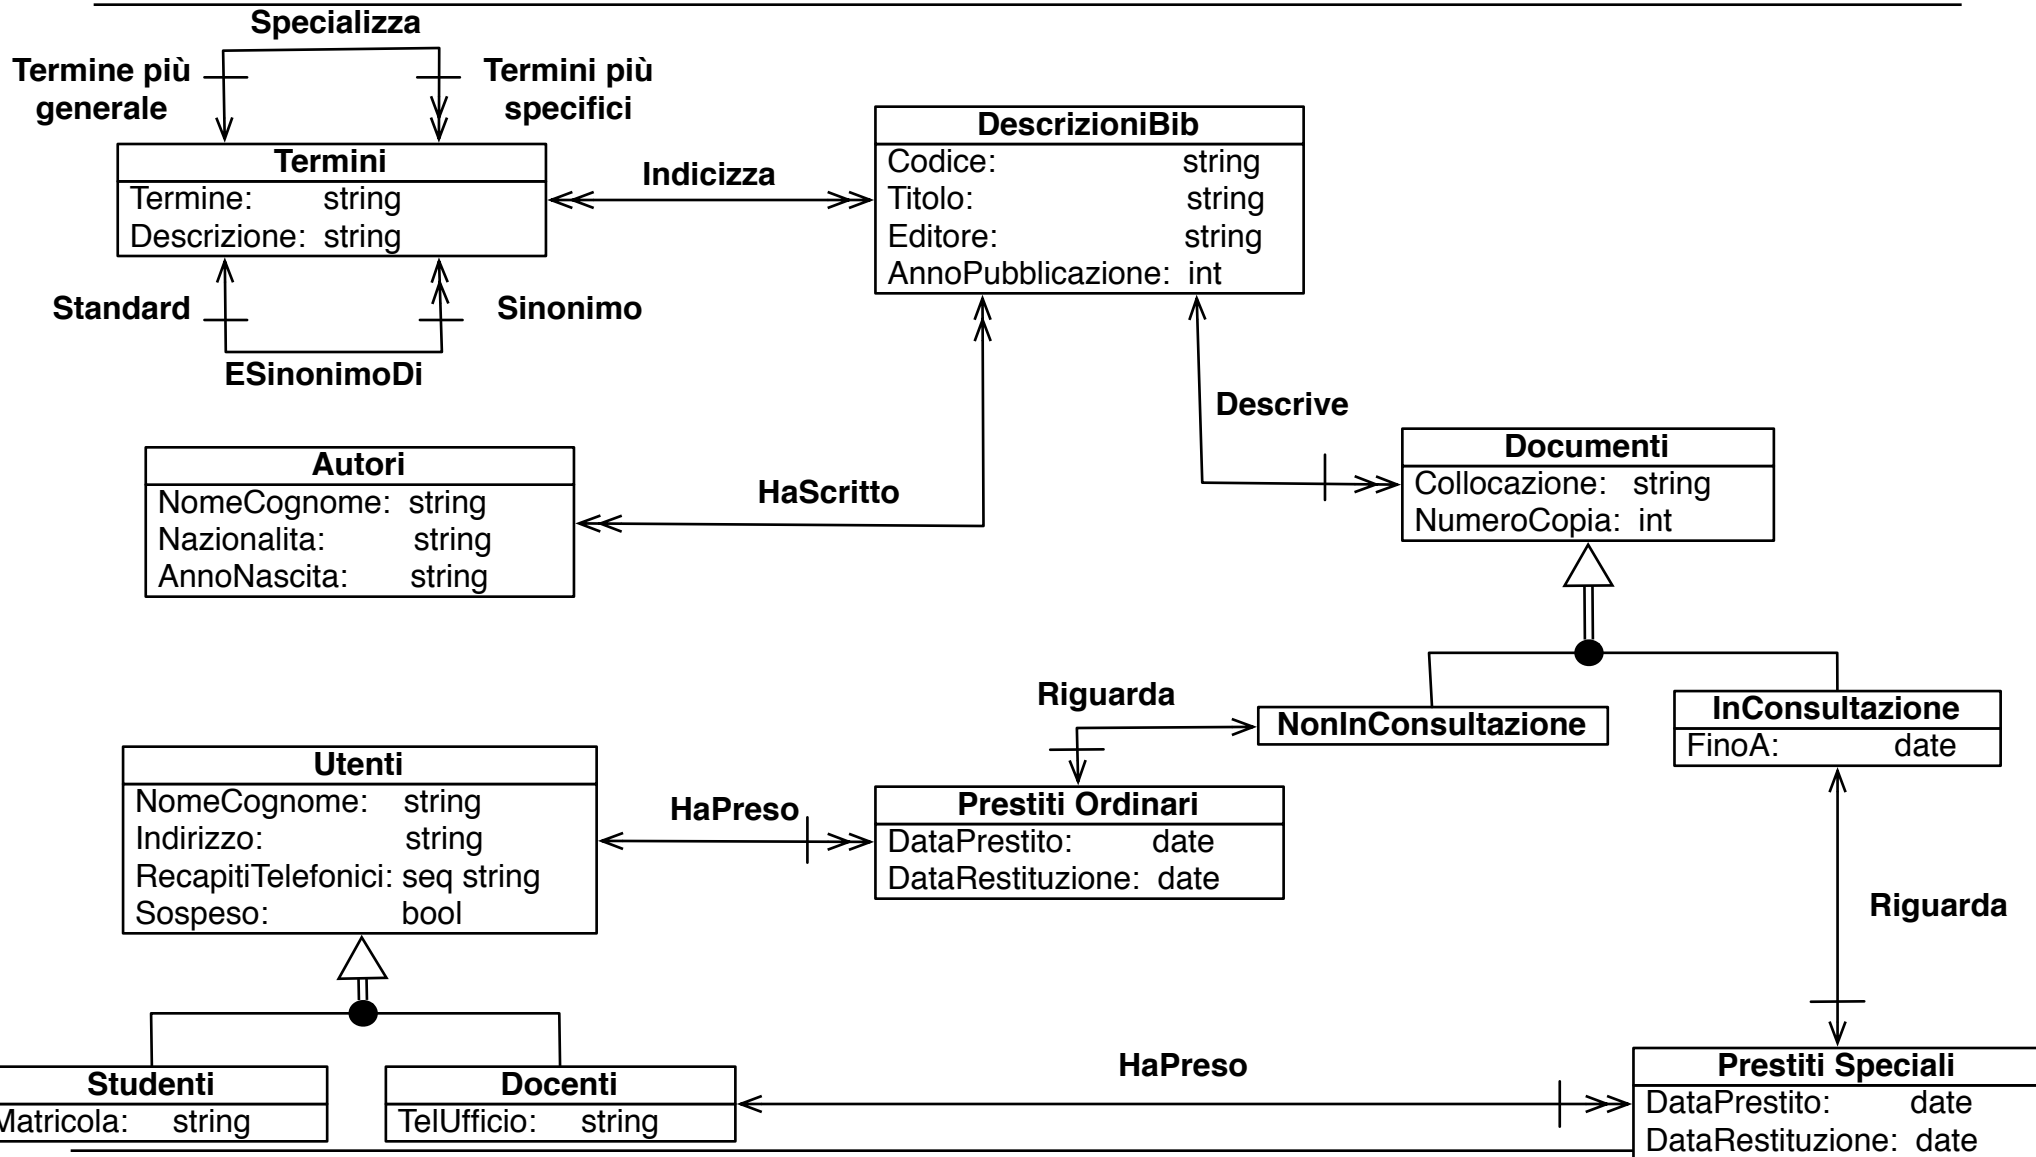 Specializza
Termine più
generale
Termini più
specifici
Termini
Termine: string
Descrizione: string
Indicizza
DescrizioniBib
Codice: string
Titolo: string
Editore: string
AnnoPubblicazione: int
Standard
Sinonimo
ESinonimoDi
Descrive
Autori
NomeCognome: string
Nazionalita: string
AnnoNascita: string
HaScritto
Documenti
Collocazione: string
NumeroCopia: int
Riguarda
NonInConsultazione
InConsultazione
FinoA: date
Utenti
NomeCognome: string
Indirizzo: string
RecapitiTelefonici: seq string
Sospeso: bool
HaPreso
Prestiti Ordinari
DataPrestito: date
DataRestituzione: date
Riguarda
Studenti
Matricola: string
Docenti
TelUfficio: string
HaPreso
Prestiti Speciali
DataPrestito: date
DataRestituzione: date